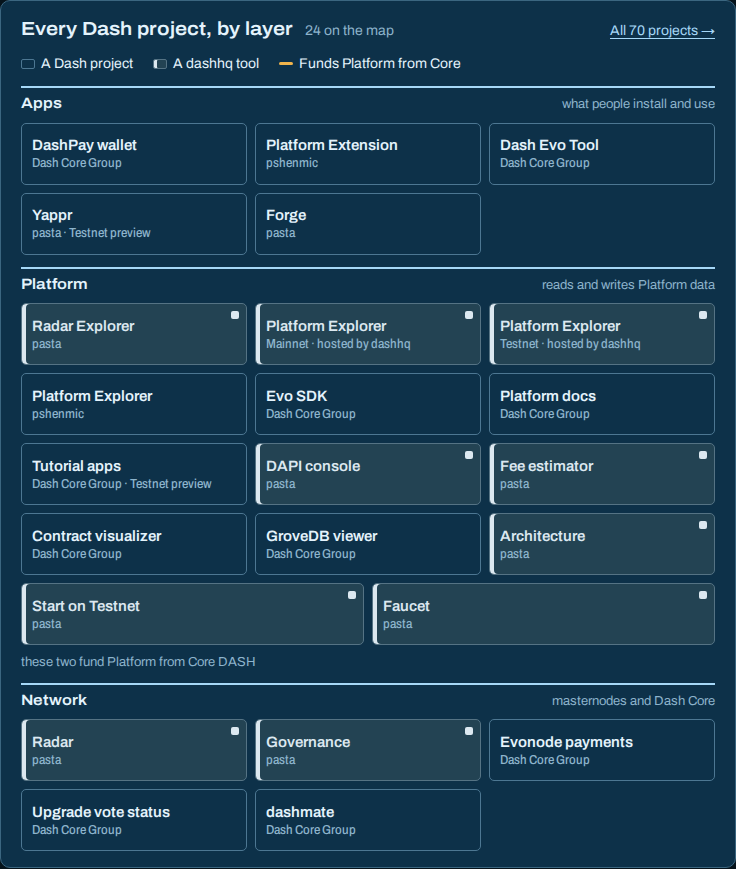 Every Dash project, by layer 24 on the map All 70 projects →
A Dash project A dashhq tool Funds Platform from Core
Apps what people install and use
DashPay wallet
Dash Core Group
Platform Extension
pshenmic
Dash Evo Tool
Dash Core Group
Yappr
pasta · Testnet preview
Forge
pasta
Platform reads and writes Platform data
Radar Explorer
pasta
Platform Explorer
Mainnet · hosted by dashhq
Platform Explorer
Testnet · hosted by dashhq
Platform Explorer
pshenmic
Evo SDK
Dash Core Group
Platform docs
Dash Core Group
Tutorial apps
Dash Core Group · Testnet preview
DAPI console
pasta
Fee estimator
pasta
Contract visualizer
Dash Core Group
GroveDB viewer
Dash Core Group
Architecture
pasta
Start on Testnet
pasta
Faucet
pasta
these two fund Platform from Core DASH
Network masternodes and Dash Core
Radar
pasta
Governance
pasta
Evonode payments
Dash Core Group
Upgrade vote status
Dash Core Group
dashmate
Dash Core Group